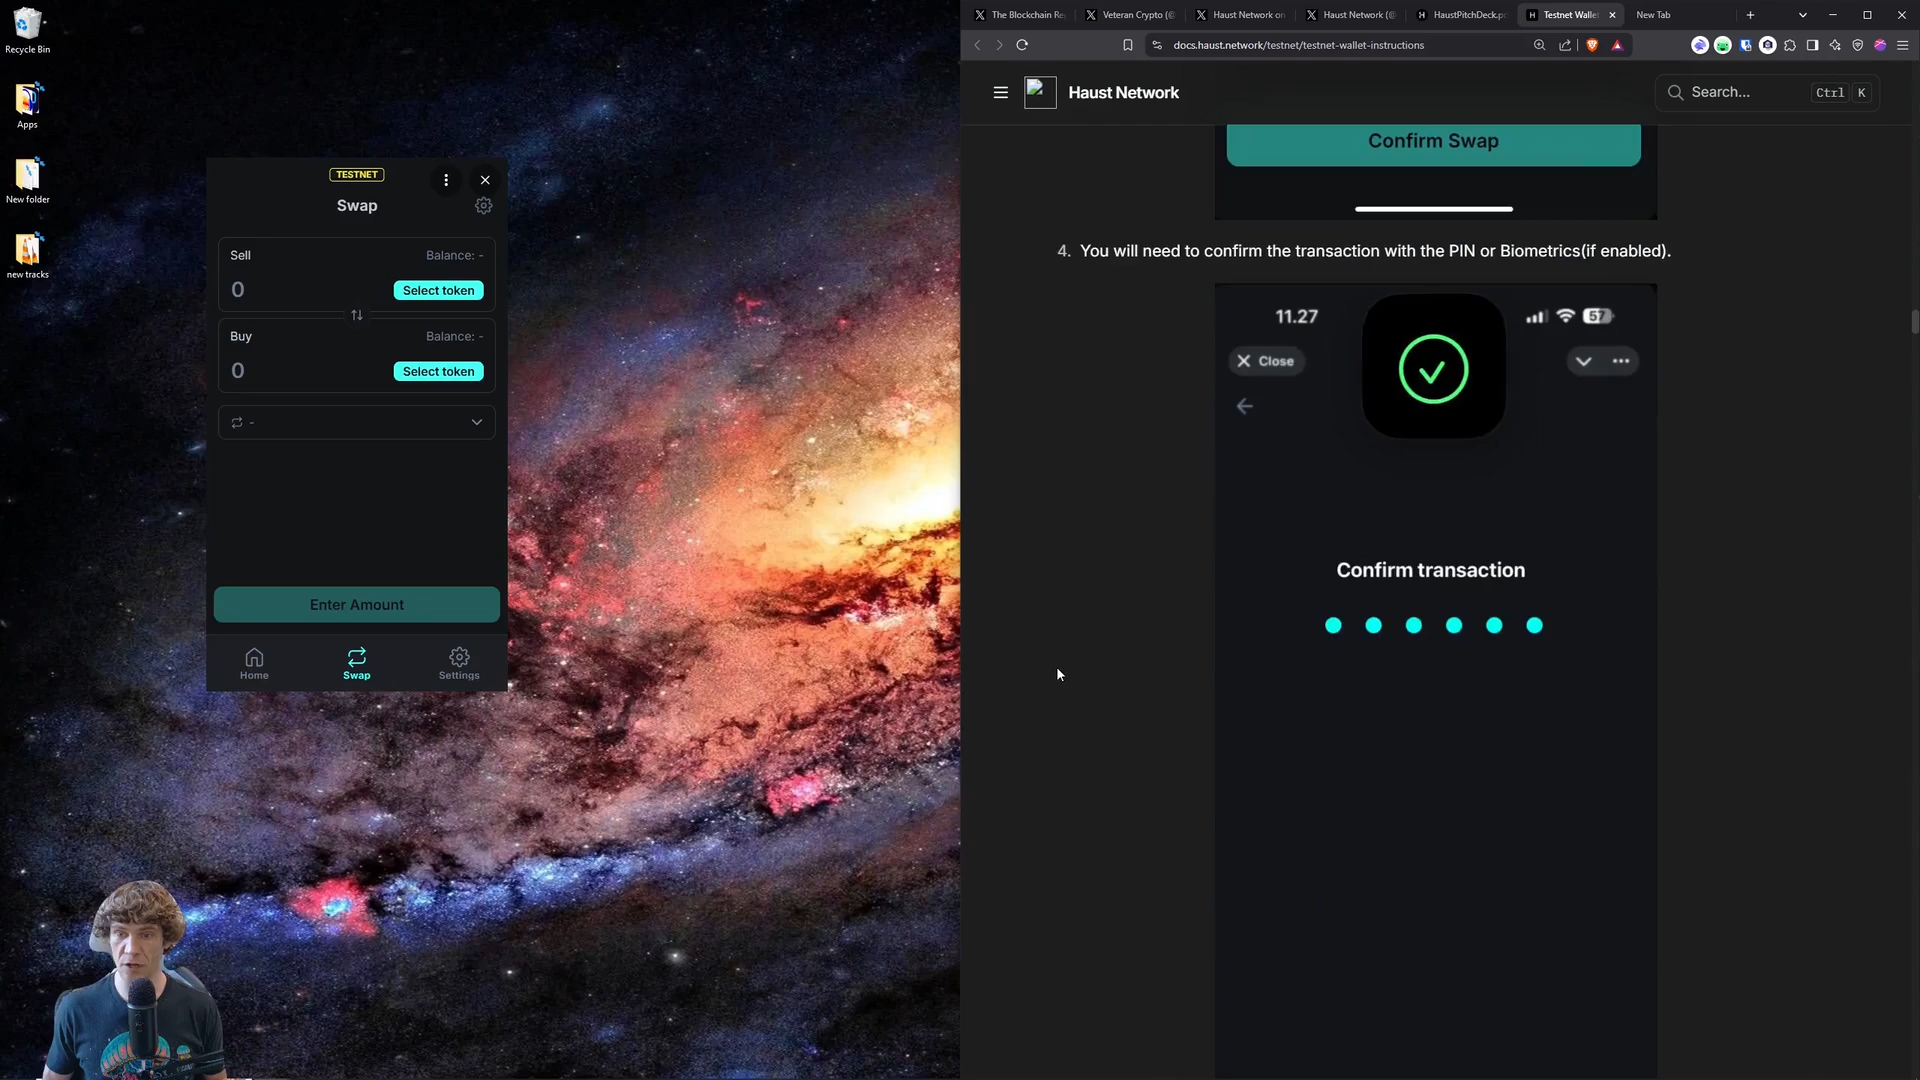 Recycle Bin
Apps
New folder
new tracks
TESTNET
Swap
Sell
Balance: -
0
Select token
Buy
Balance: -
0
Select token
-
Enter Amount
Home
Swap
Settings
The Blockchain Re
Veteran Crypto (@
Haust Network on
Haust Network (@
HaustPitchDeck.p
Testnet Walle
New Tab
docs.haust.network/testnet/testnet-wallet-instructions
Haust Network
Search...
Ctrl
K
Confirm Swap
4. You will need to confirm the transaction with the PIN or Biometrics(if enabled).
11.27
57
Close
Confirm transaction